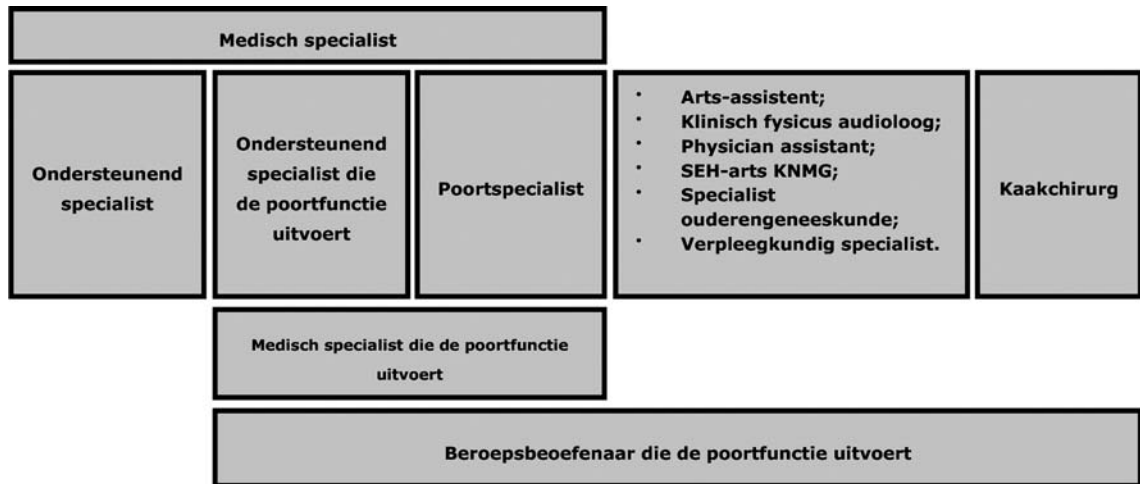 Medisch specialist
Ondersteunend
specialist
Ondersteunend
specialist die
de poortfunctie
uitvoert
Poortspecialist
· Arts-assistent;
· Klinisch fysicus audioloog;
· Physician assistant;
· SEH-arts KNMG;
· Specialist
ouderengeneeskunde;
· Verpleegkundig specialist.
Kaakchirurg
Medisch specialist die de poortfunctie
uitvoert
Beroepsbeoefenaar die de poortfunctie uitvoert